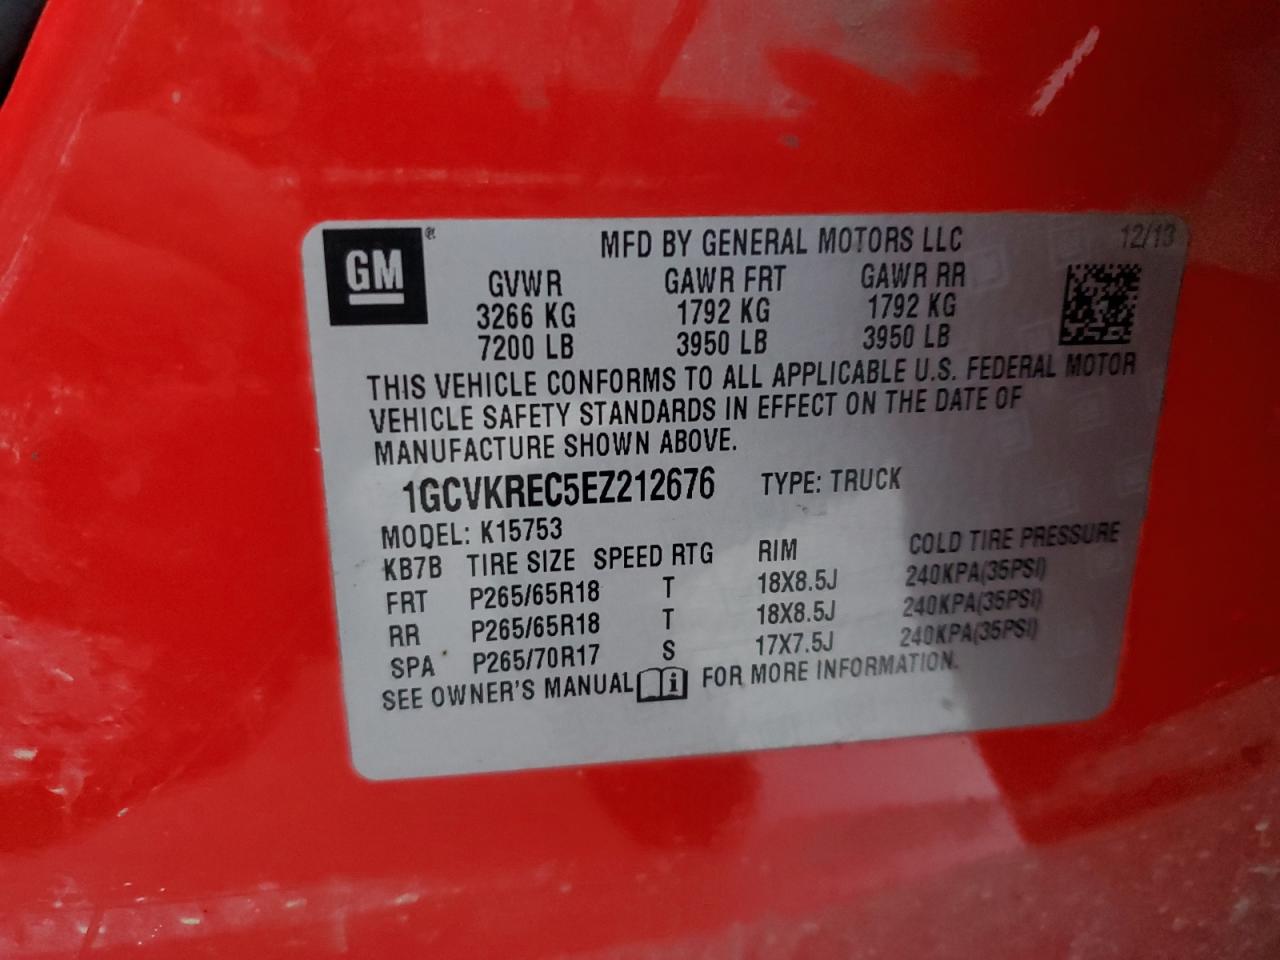 GM ®
MFD BY GENERAL MOTORS LLC 12/13
GVWR GAWR FRT GAWR RR
3266 KG 1792 KG 1792 KG
7200 LB 3950 LB 3950 LB
THIS VEHICLE CONFORMS TO ALL APPLICABLE U.S. FEDERAL MOTOR
VEHICLE SAFETY STANDARDS IN EFFECT ON THE DATE OF
MANUFACTURE SHOWN ABOVE.
1GCVKREC5EZ212676 TYPE: TRUCK
MODEL: K15753
KB7B TIRE SIZE SPEED RTG RIM COLD TIRE PRESSURE
FRT P265/65R18 T 18X8.5J 240KPA(35PSI)
RR P265/65R18 T 18X8.5J 240KPA(35PSI)
SPA P265/70R17 S 17X7.5J 240KPA(35PSI)
SEE OWNER'S MANUAL FOR MORE INFORMATION.